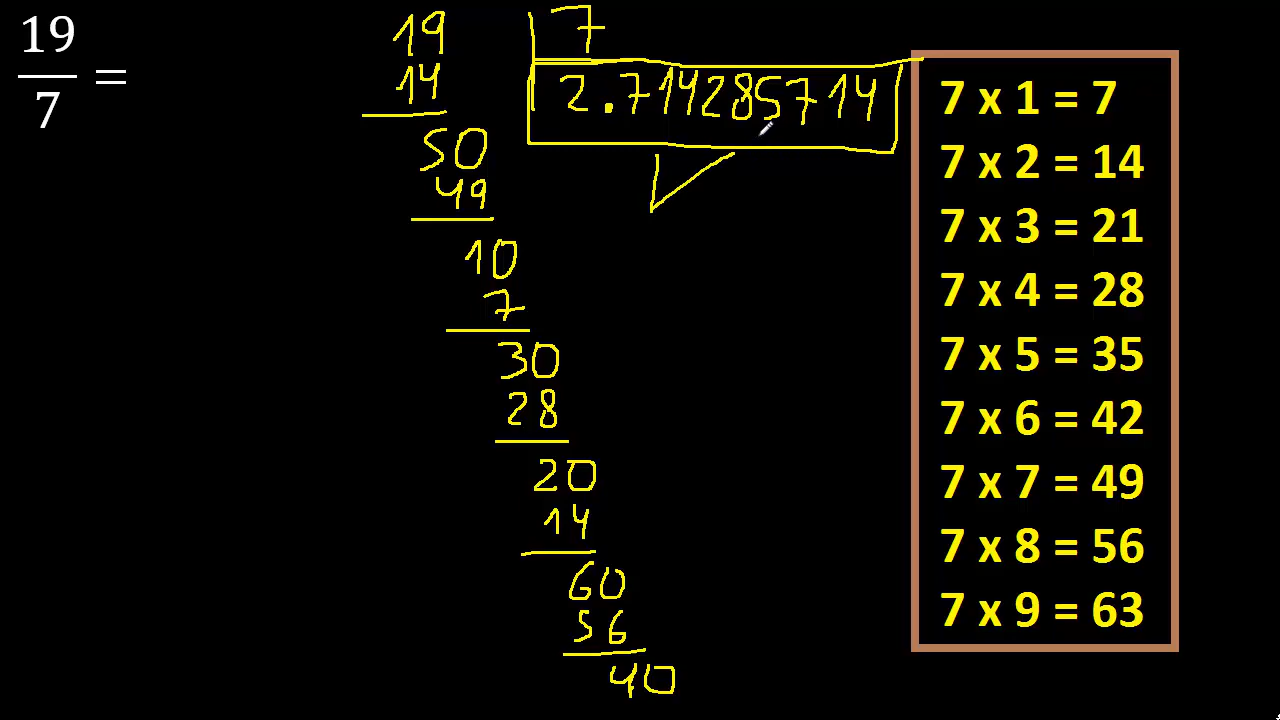 19
7
=
19
7
14
2.714285714
50
49
10
7
30
28
20
14
60
56
40
7 x 1 = 7
7 x 2 = 14
7 x 3 = 21
7 x 4 = 28
7 x 5 = 35
7 x 6 = 42
7 x 7 = 49
7 x 8 = 56
7 x 9 = 63